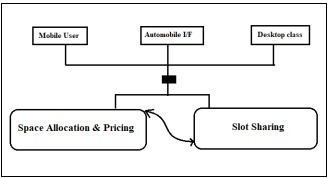 Mobile User
Automobile I/F
Desktop class
Space Allocation & Pricing
Slot Sharing